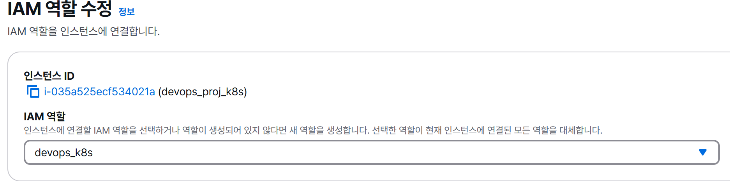 IAM 역할 수정 정보
IAM 역할을 인스턴스에 연결합니다.
인스턴스 ID
i-035a525ecf534021a (devops_proj_k8s)
IAM 역할
인스턴스에 연결할 IAM 역할을 선택하거나 역할이 생성되어 있지 않다면 새 역할을 생성합니다. 선택한 역할이 현재 인스턴스에 연결된 모든 역할을 대체합니다.
devops_k8s